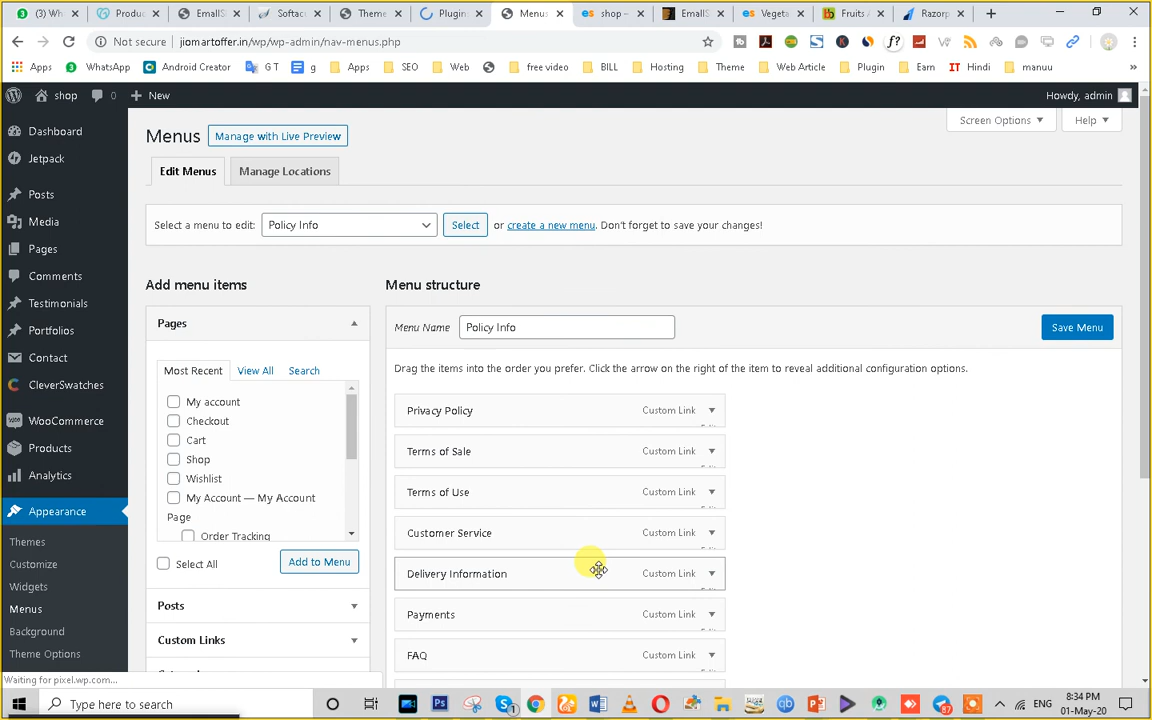 (3) Wh
Produc
EmailS
Softac
Theme
Plugin
Menus
shop –
EmailS
Vegeta
Fruits A
Razorp
Not secure
jiomartoffer.in/wp/wp-admin/nav-menus.php
Apps
WhatsApp
Android Creator
G T
g
Apps
SEO
Web
free video
BILL
Hosting
Theme
Web Article
Plugin
Earn
IT Hindi
manuu
»
shop
0
New
Howdy, admin
Dashboard
Jetpack
Posts
Media
Pages
Comments
Testimonials
Portfolios
Contact
CleverSwatches
WooCommerce
Products
Analytics
Appearance
Themes
Customize
Widgets
Menus
Background
Theme Options
Screen Options
Help
Menus
Manage with Live Preview
Edit Menus
Manage Locations
Select a menu to edit:
Policy Info
Select
or create a new menu. Don't forget to save your changes!
Add menu items
Pages
Most Recent
View All
Search
My account
Checkout
Cart
Shop
Wishlist
My Account — My Account
Page
Order Tracking
Select All
Add to Menu
Posts
Custom Links
Menu structure
Menu Name
Policy Info
Save Menu
Drag the items into the order you prefer. Click the arrow on the right of the item to reveal additional configuration options.
Privacy Policy
Custom Link
Terms of Sale
Custom Link
Terms of Use
Custom Link
Customer Service
Custom Link
Delivery Information
Custom Link
Payments
Custom Link
FAQ
Custom Link
Waiting for pixel.wp.com...
Type here to search
ENG
8:34 PM
01-May-20